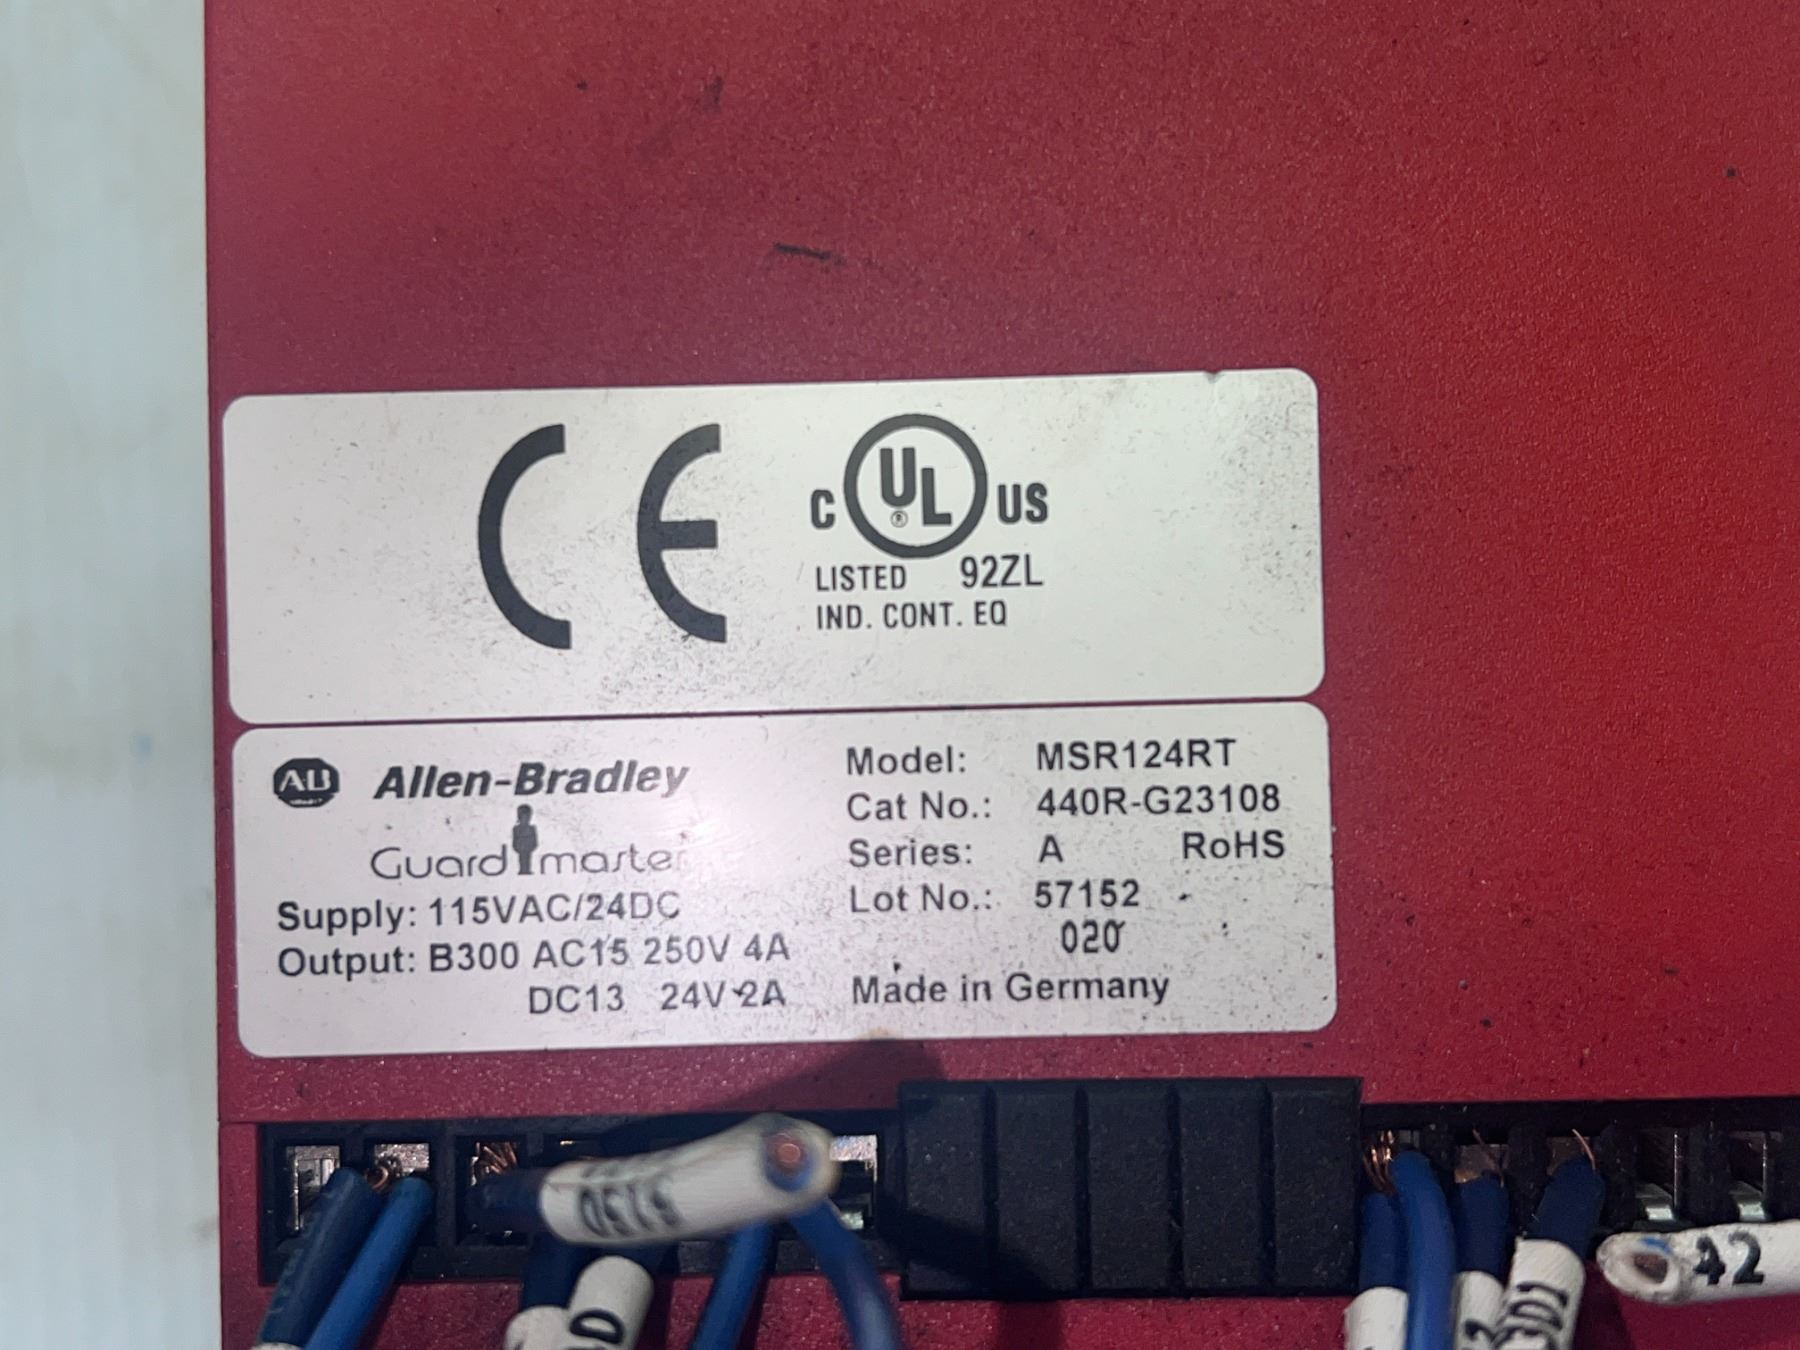 CE
C UL ® US
LISTED 92ZL
IND. CONT. EQ
AB Allen-Bradley
Guardmaster
Supply: 115VAC/24DC
Output: B300 AC15 250V 4A
DC13 24V 2A
Model: MSR124RT
Cat No.: 440R-G23108
Series: A RoHS
Lot No.: 57152
020
Made in Germany
42